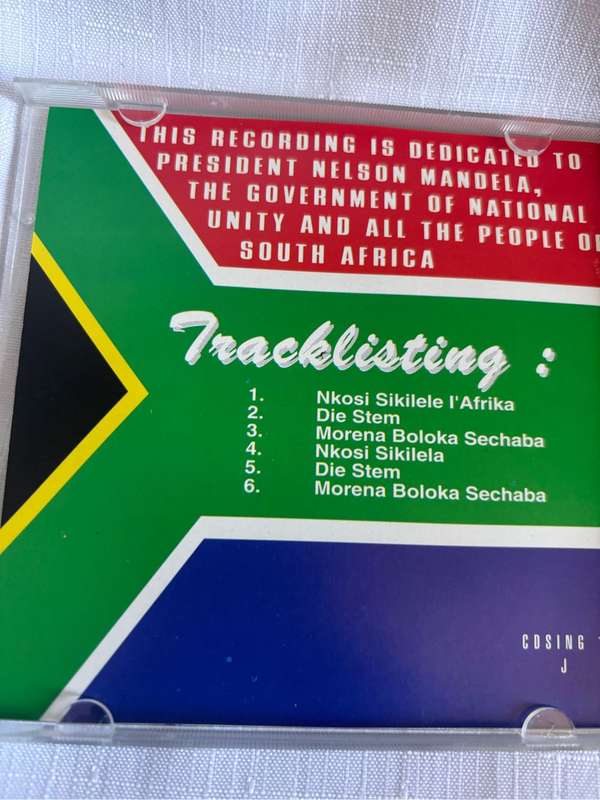 THIS RECORDING IS DEDICATED TO
PRESIDENT NELSON MANDELA,
THE GOVERNMENT OF NATIONAL
UNITY AND ALL THE PEOPLE OF
SOUTH AFRICA
Tracklisting :
1. Nkosi Sikilele I'Afrika
2. Die Stem
3. Morena Boloka Sechaba
4. Nkosi Sikilela
5. Die Stem
6. Morena Boloka Sechaba
CDSING
J